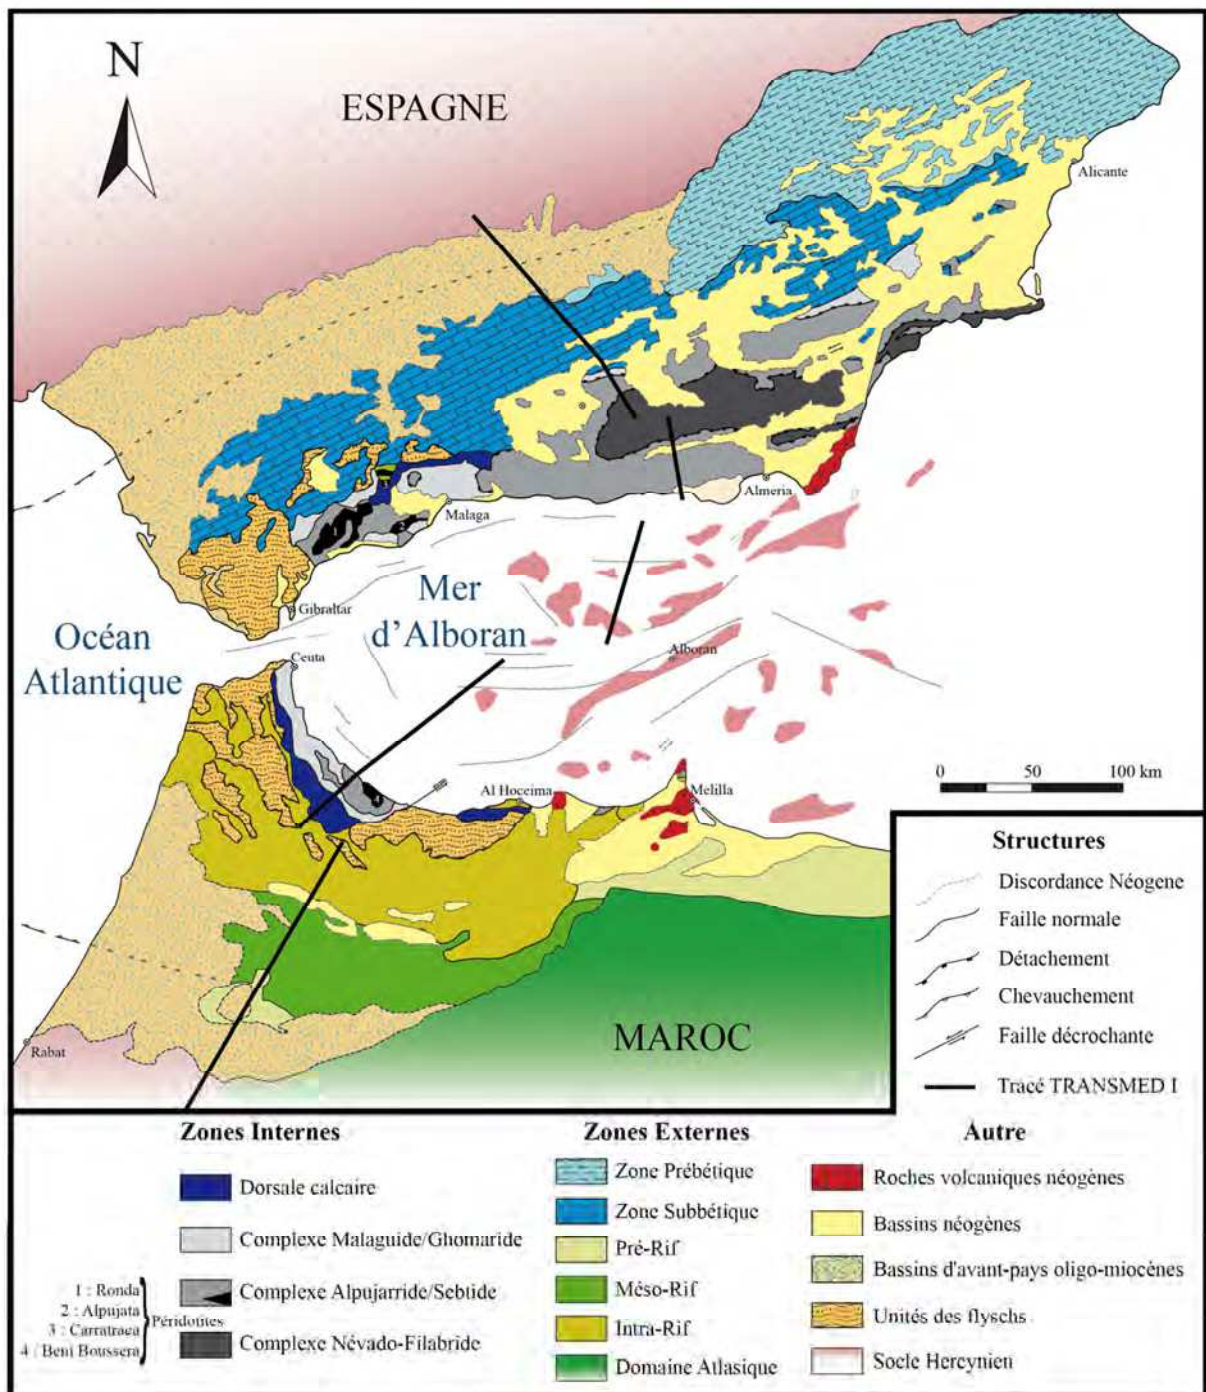 N
ESPAGNE
Alicante
Almeria
Malaga
Gibraltar
Mer
d'Alboran
Océan
Atlantique
Ceuta
Alboran
Al Hoceima
Melilla
0 50 100 km
MAROC
Rabat
1
2
3
4
Structures
Discordance Néogene
Faille normale
Détachement
Chevauchement
Faille décrochante
Tracé TRANSMED I
Zones Internes
Dorsale calcaire
Complexe Malaguide/Ghomaride
Complexe Alpujarride/Sebtide
Complexe Névado-Filabride
1 : Ronda
2 : Alpujata
3 : Carratraca
4 : Beni Boussera
Péridotites
Zones Externes
Zone Prébétique
Zone Subbétique
Pré-Rif
Méso-Rif
Intra-Rif
Domaine Atlasique
Autre
Roches volcaniques néogènes
Bassins néogènes
Bassins d'avant-pays oligo-miocènes
Unités des flyschs
Socle Hercynien